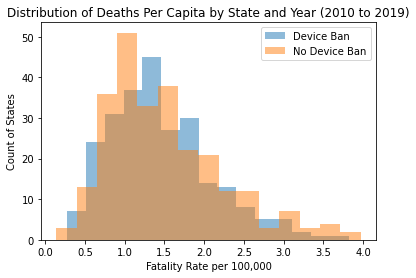 Distribution of Deaths Per Capita by State and Year (2010 to 2019)
Device Ban
No Device Ban
Count of States
50
40
30
20
10
0
0.0 0.5 1.0 1.5 2.0 2.5 3.0 3.5 4.0
Fatality Rate per 100,000